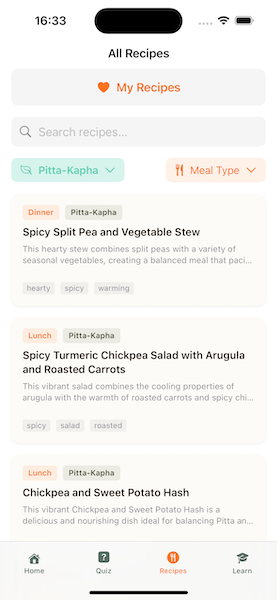 16:33
All Recipes
My Recipes
Search recipes...
Pitta-Kapha
Meal Type
Dinner Pitta-Kapha
Spicy Split Pea and Vegetable Stew
This hearty stew combines split peas with a variety of
seasonal vegetables, creating a balanced meal that paci...
hearty spicy warming
Lunch Pitta-Kapha
Spicy Turmeric Chickpea Salad with Arugula
and Roasted Carrots
This vibrant salad combines the cooling properties of
arugula with the warmth of roasted carrots and spicy chi...
spicy salad roasted
Lunch Pitta-Kapha
Chickpea and Sweet Potato Hash
This vibrant Chickpea and Sweet Potato Hash is a
delicious and nourishing dish ideal for balancing Pitta an...
Home Quiz Recipes Learn